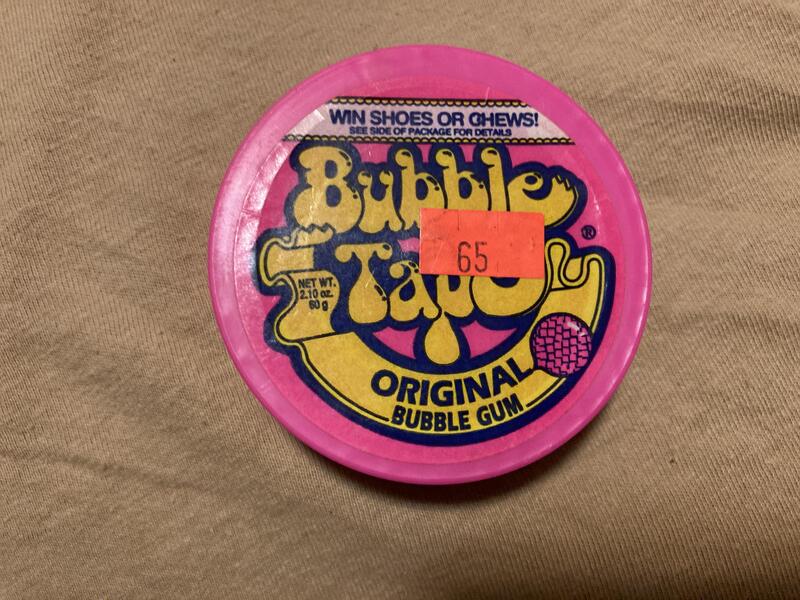 WIN SHOES OR CHEWS!
SEE SIDE OF PACKAGE FOR DETAILS
Bubble
Tape®
65
NET WT.
2.10 oz.
60 g
ORIGINAL
BUBBLE GUM